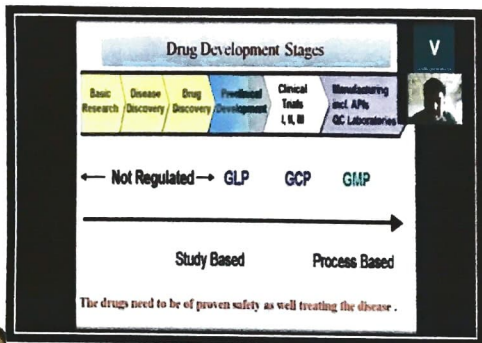 Drug Development Stages
V
Basic
Research
Disease
Discovery
Drug
Discovery
Preclinical
Development
Clinical
Trials
I, II, III
Manufacturing
incl. APIs
QC Laboratories
Not Regulated
GLP
GCP
GMP
Study Based
Process Based
The drugs need to be of proven safety as well treating the disease .